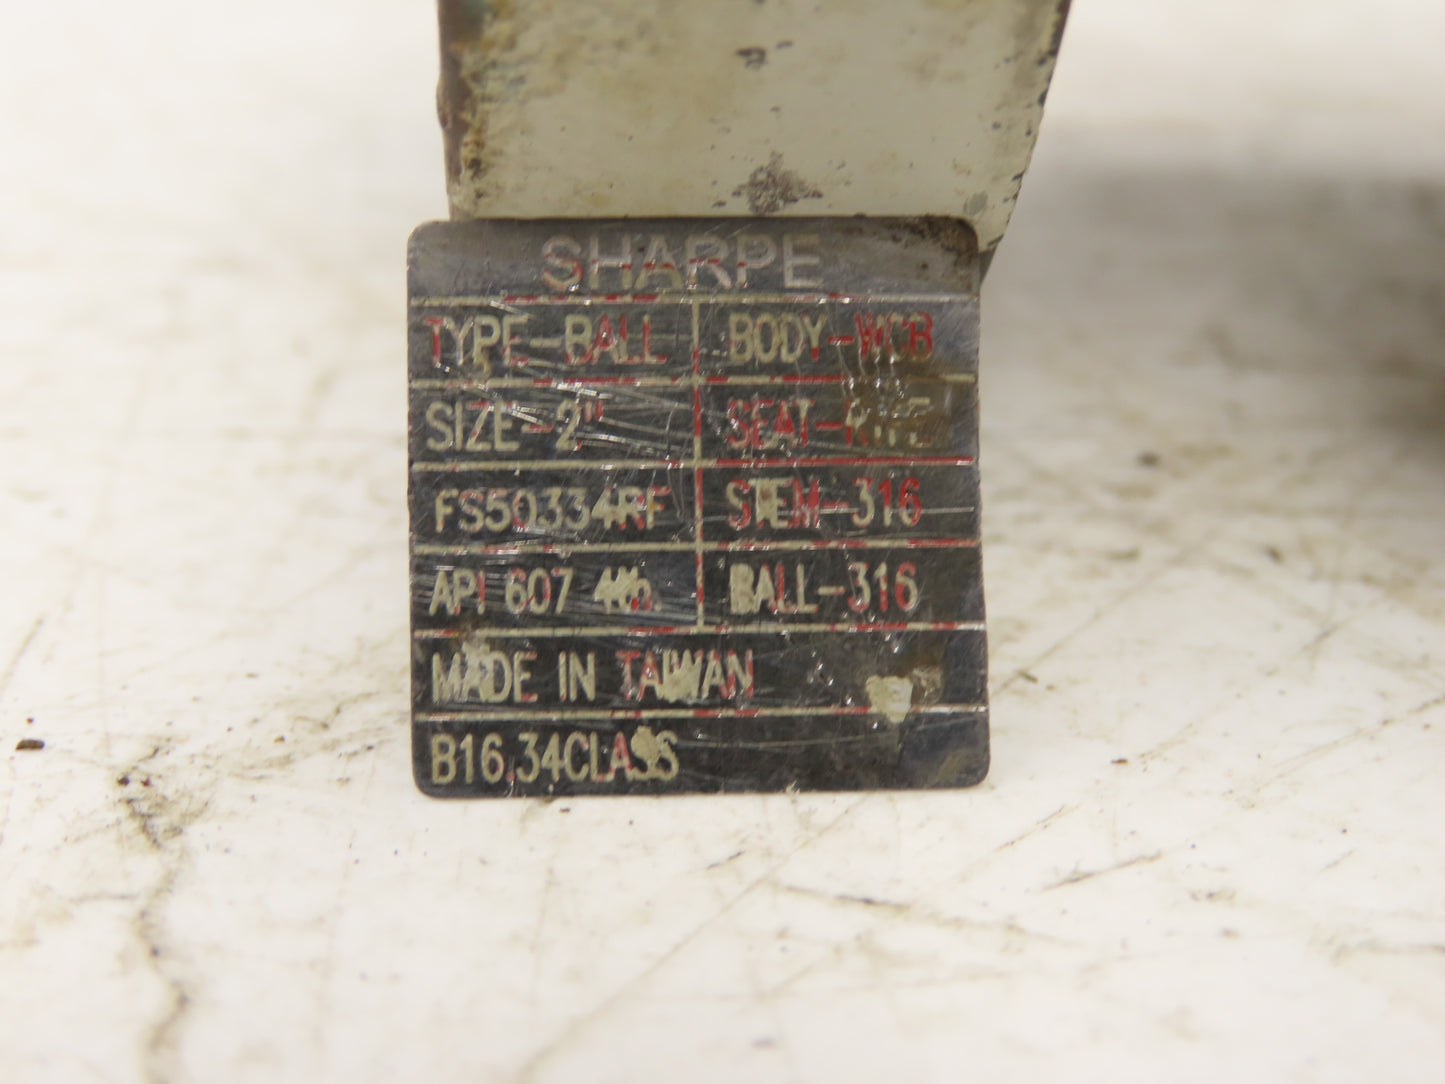 SHARPE
TYPE-BALL BODY-WCB
SIZE-2" SEAT-RTFE
FS50334RF STEM-316
API 607 4th. BALL-316
MADE IN TAIWAN
B16.34CLASS